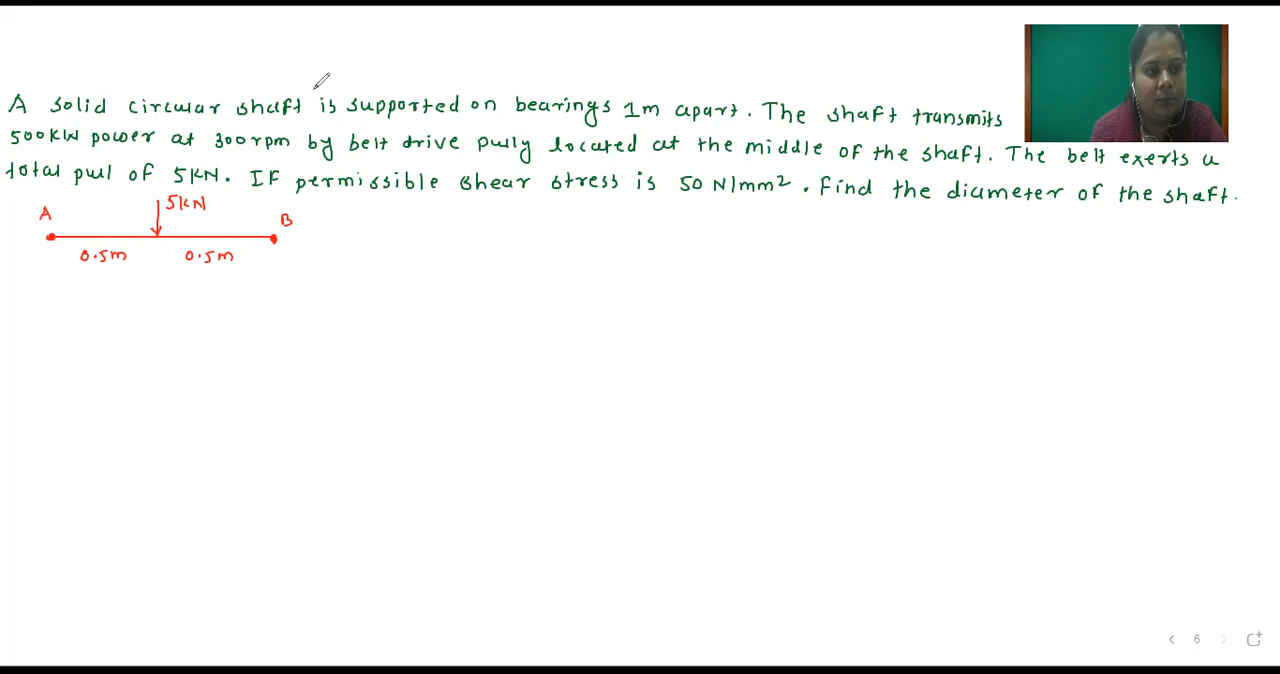 A solid circular shaft is supported on bearings 1m apart. The shaft transmits
500kW power at 300rpm by belt drive pully located at the middle of the shaft. The belt exerts a
total pul of 5kN. If permissible shear stress is 50 N/mm2. Find the diameter of the shaft.
A 5kN B
0.5m 0.5m
6